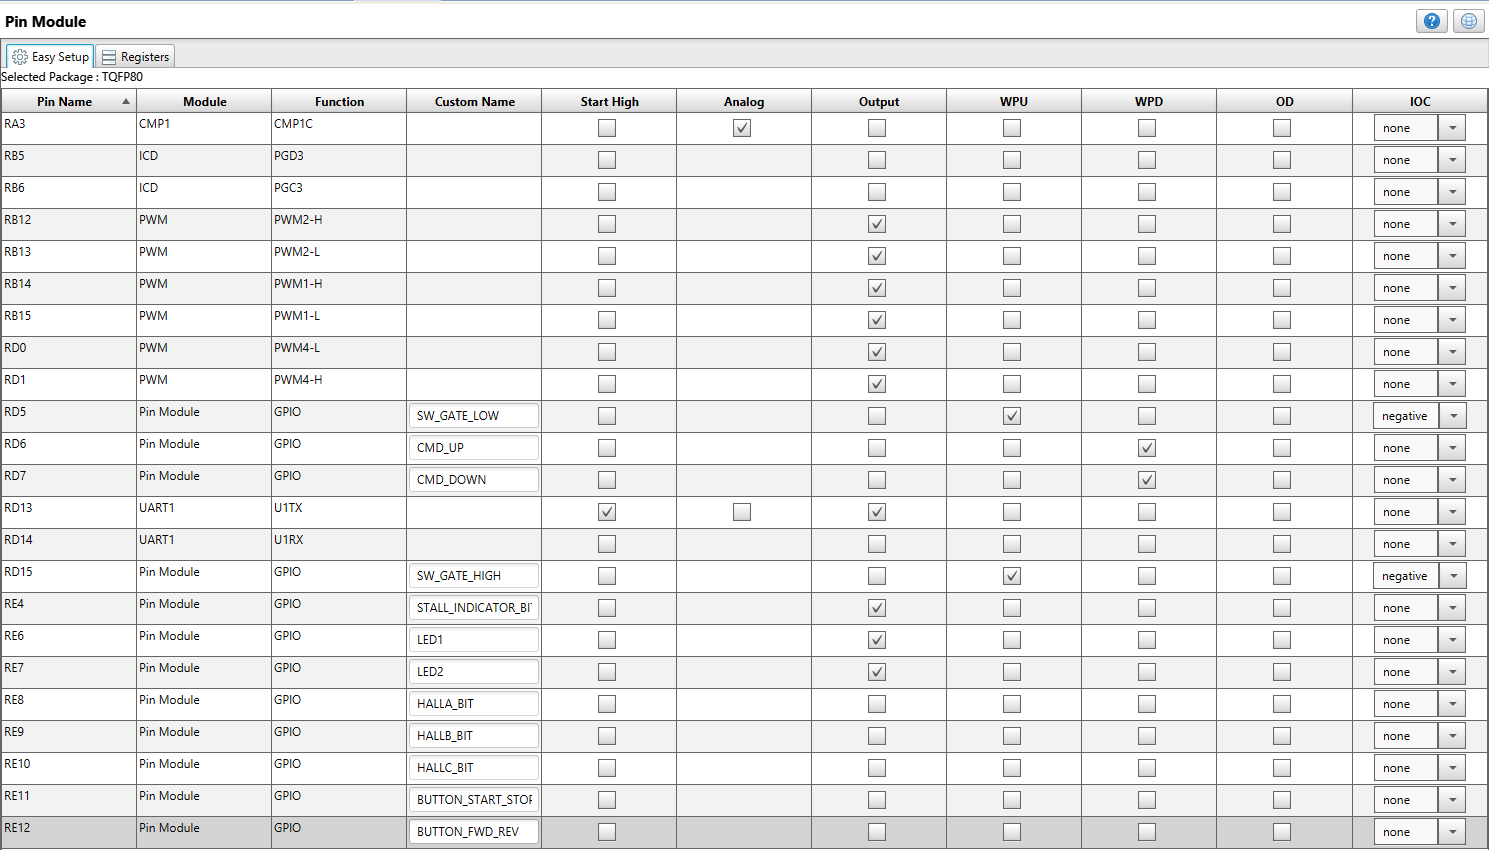 Pin Module
Easy Setup Registers
Selected Package : TQFP80
Pin Name Module Function Custom Name Start High Analog Output WPU WPD OD IOC
RA3 CMP1 CMP1C none
RB5 ICD PGD3 none
RB6 ICD PGC3 none
RB12 PWM PWM2-H none
RB13 PWM PWM2-L none
RB14 PWM PWM1-H none
RB15 PWM PWM1-L none
RD0 PWM PWM4-L none
RD1 PWM PWM4-H none
RD5 Pin Module GPIO SW_GATE_LOW negative
RD6 Pin Module GPIO CMD_UP none
RD7 Pin Module GPIO CMD_DOWN none
RD13 UART1 U1TX none
RD14 UART1 U1RX none
RD15 Pin Module GPIO SW_GATE_HIGH negative
RE4 Pin Module GPIO STALL_INDICATOR_BI none
RE6 Pin Module GPIO LED1 none
RE7 Pin Module GPIO LED2 none
RE8 Pin Module GPIO HALLA_BIT none
RE9 Pin Module GPIO HALLB_BIT none
RE10 Pin Module GPIO HALLC_BIT none
RE11 Pin Module GPIO BUTTON_START_STOP none
RE12 Pin Module GPIO BUTTON_FWD_REV none